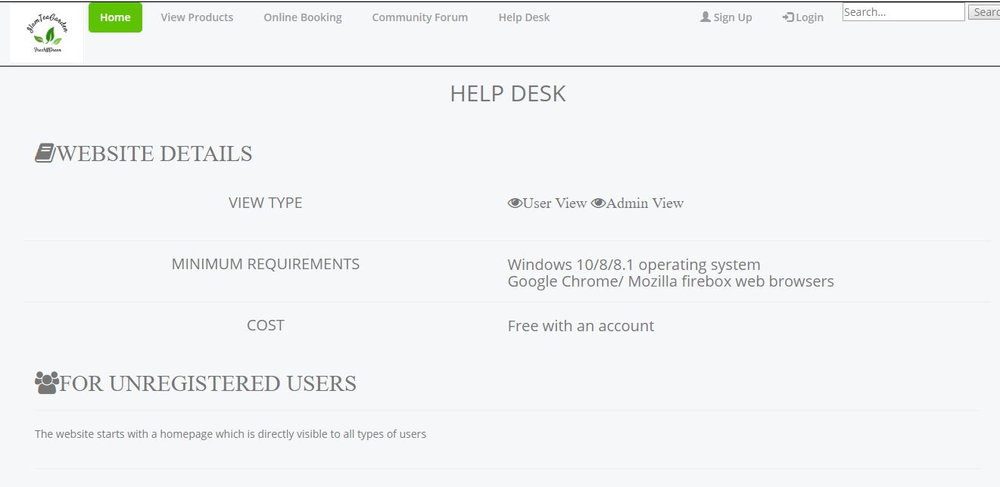 IlamTeaGarden
Home
View Products
Online Booking
Community Forum
Help Desk
Sign Up
Login
Search...
Searc
HELP DESK
WEBSITE DETAILS
VIEW TYPE
User View Admin View
MINIMUM REQUIREMENTS
Windows 10/8/8.1 operating system
Google Chrome/ Mozilla firebox web browsers
COST
Free with an account
FOR UNREGISTERED USERS
The website starts with a homepage which is directly visible to all types of users